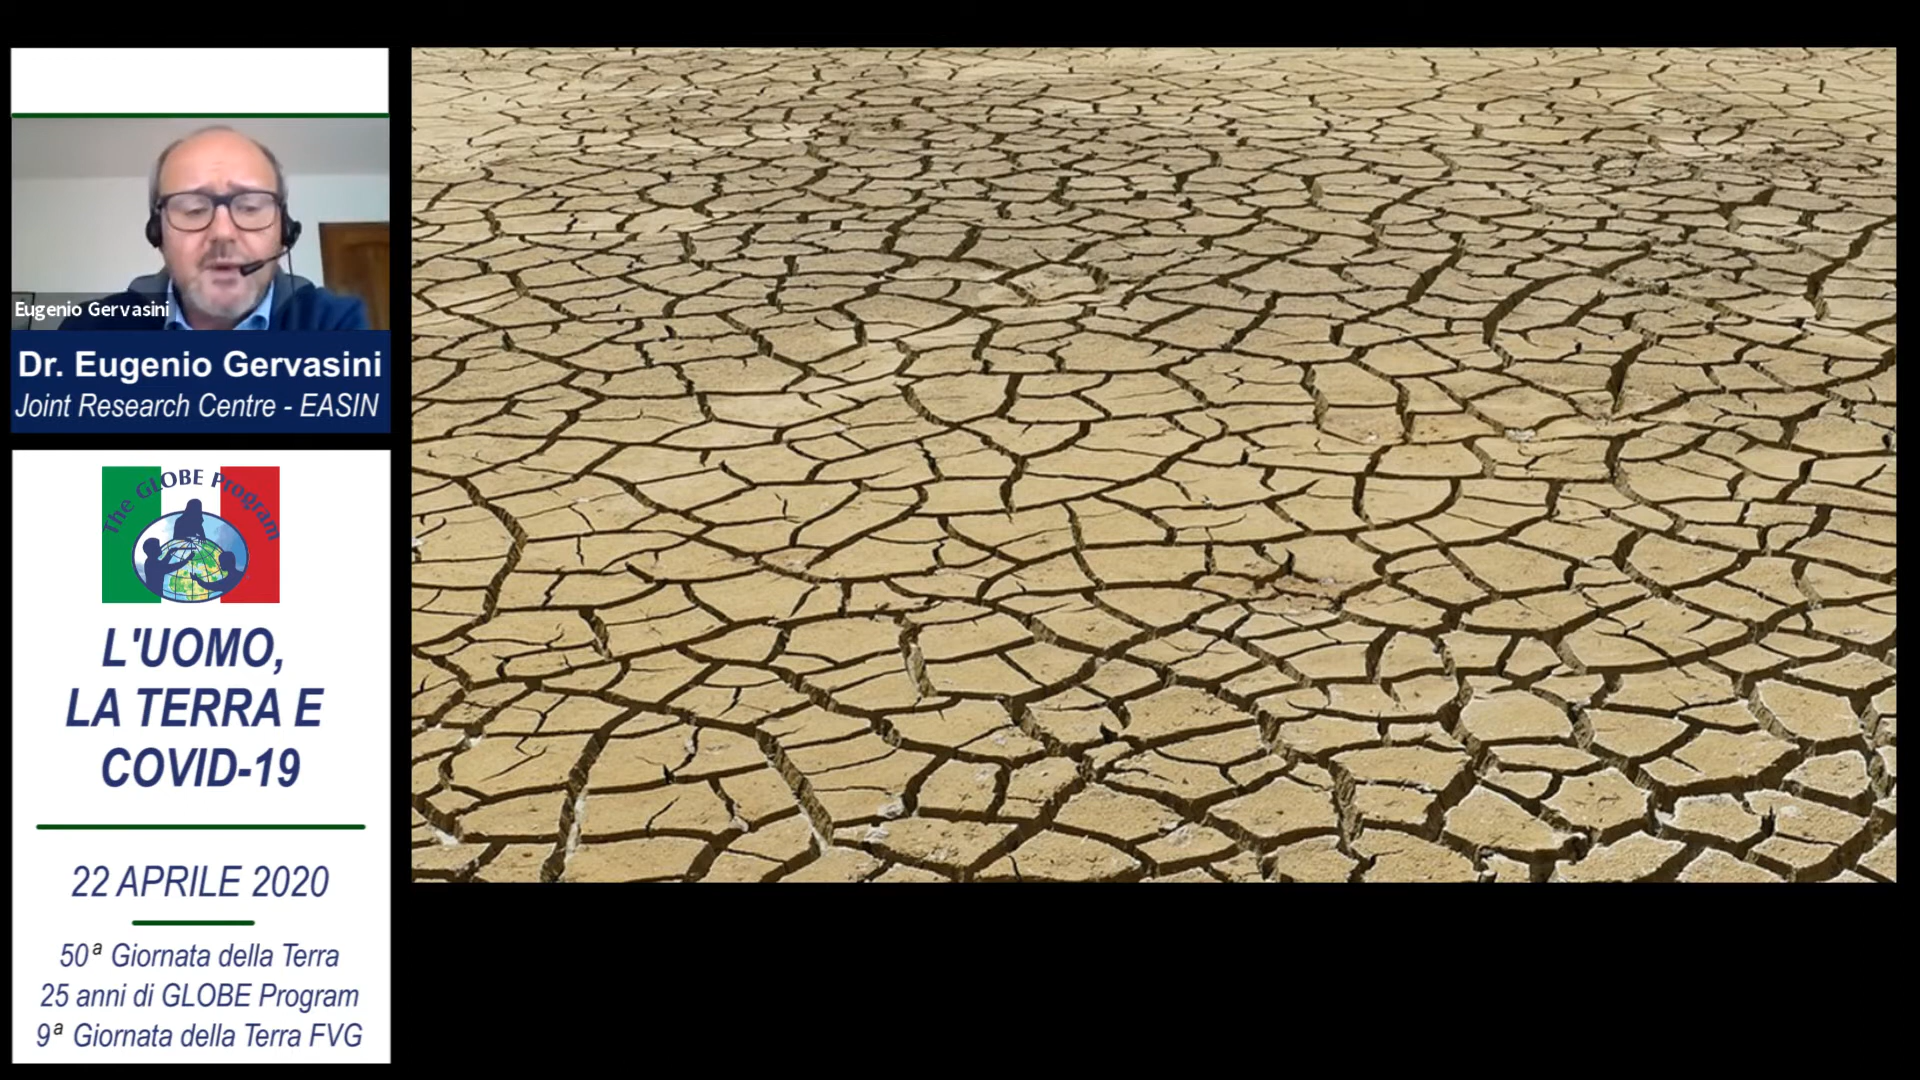 Eugenio Gervasini
Dr. Eugenio Gervasini
Joint Research Centre - EASIN
The GLOBE Program
L'UOMO,
LA TERRA E
COVID-19
22 APRILE 2020
50ª Giornata della Terra
25 anni di GLOBE Program
9ª Giornata della Terra FVG